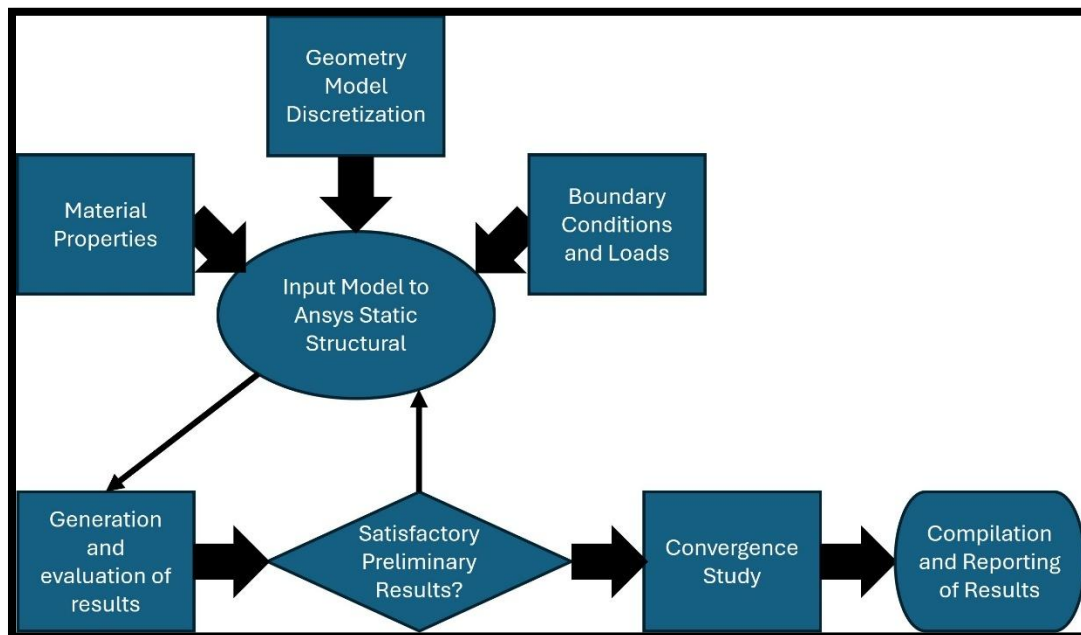 Geometry
Model
Discretization
Material
Properties
Boundary
Conditions
and Loads
Input Model to
Ansys Static
Structural
Generation
and
evaluation of
results
Satisfactory
Preliminary
Results?
Convergence
Study
Compilation
and Reporting
of Results